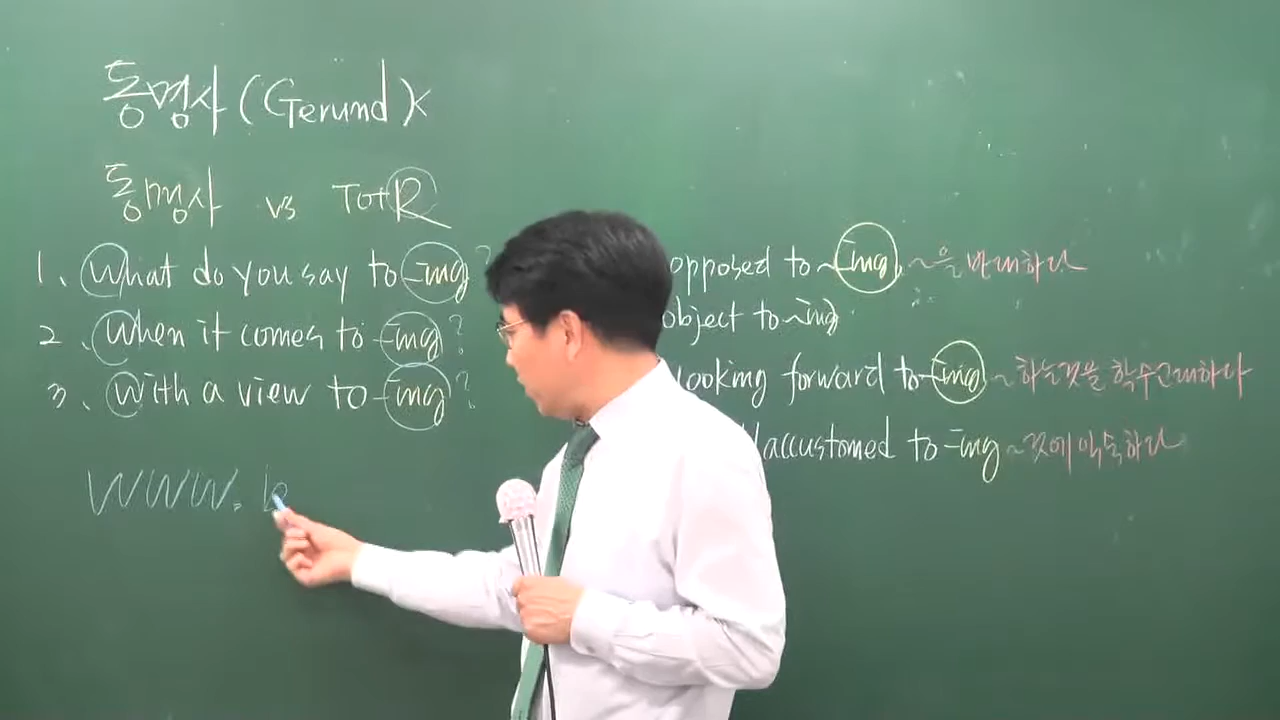 동명사 (Gerund)
동명사 vs To+R
1. What do you say to -ing?
2. When it comes to -ing?
3. With a view to -ing?
WWW. b
opposed to ~ing. ~을 반대하다
object to ~ing
looking forward to -ing ~하는것을 학수고대하다
accustomed to -ing ~것에 익숙하다